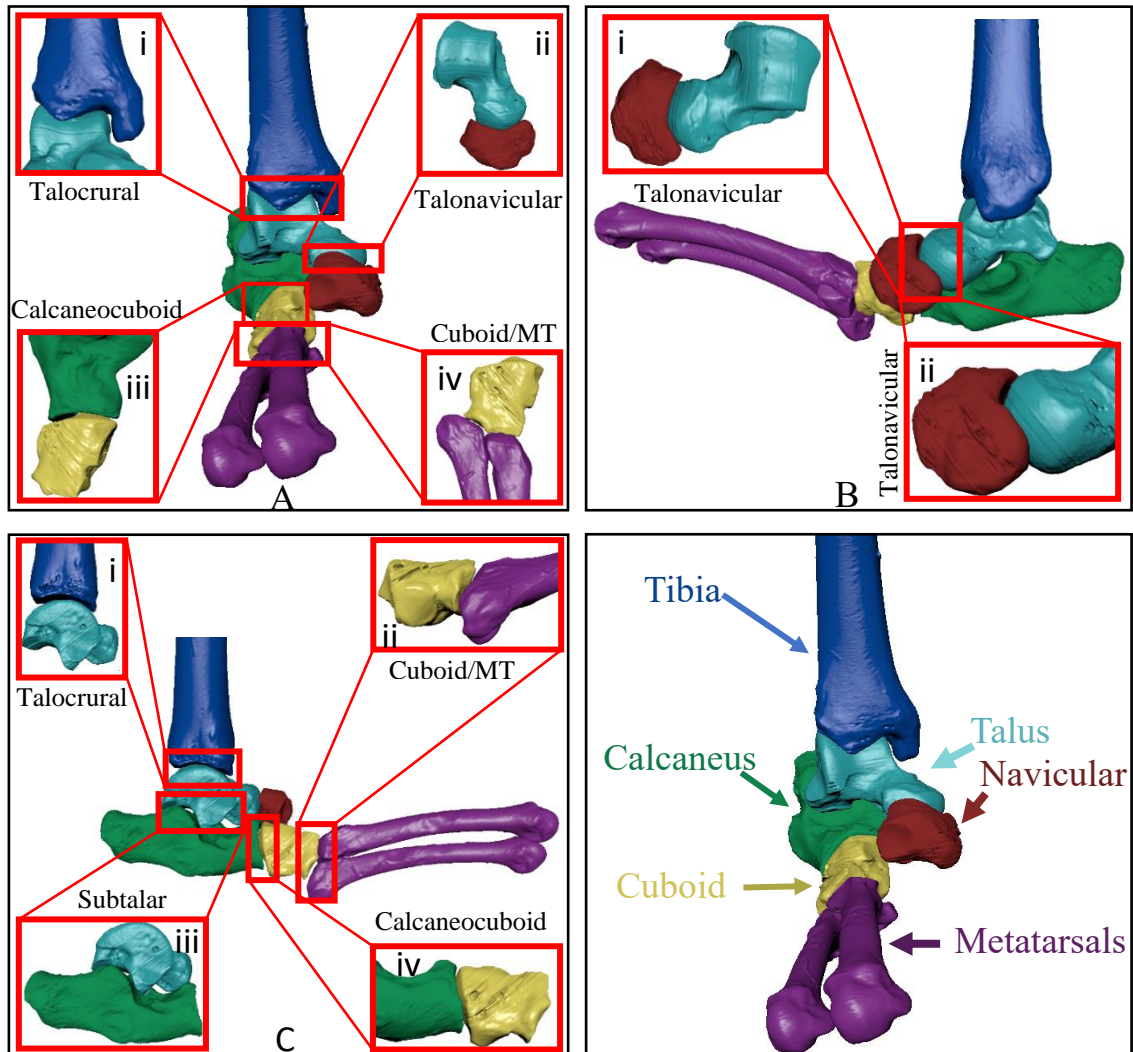 i
ii
Talocrural
Talonavicular
Calcaneocuboid
Cuboid/MT
iii
iv
A
i
Talonavicular
Talonavicular
ii
B
i
ii
Talocrural
Cuboid/MT
Subtalar
Calcaneocuboid
iii
iv
C
Tibia
Talus
Calcaneus
Navicular
Cuboid
Metatarsals